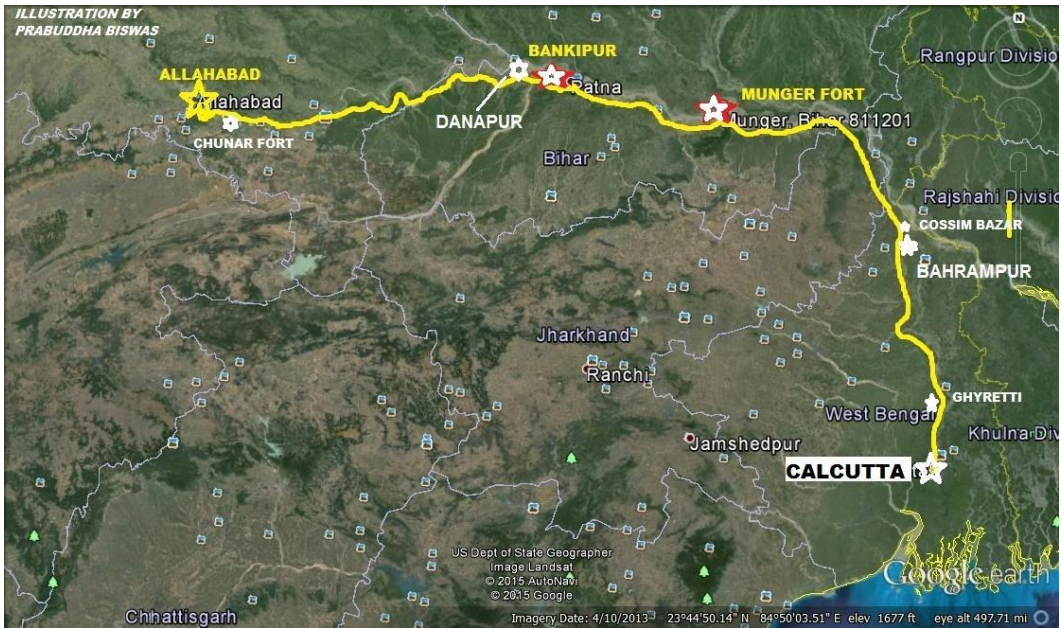 ILLUSTRATION BY
PRABUDDHA BISWAS
N
Rangpur Divisio
BANKIPUR
ALLAHABAD
Patna
MUNGER FORT
DANAPUR
Munger, Bihar 811201
CHUNAR FORT
Bihar
Rajshahi Divisio
COSSIM BAZAR
BAHRAMPUR
Jharkhand
Ranchi
GHYRETTI
West Bengal
Khulna Div
Jamshedpur
CALCUTTA
US Dept of State Geographer
Image Landsat
© 2015 AutoNavi
© 2015 Google
Google earth
Chhattisgarh
Imagery Date: 4/10/2013 23°44'50.14" N 84°50'03.51" E elev 1677 ft eye alt 497.71 mi